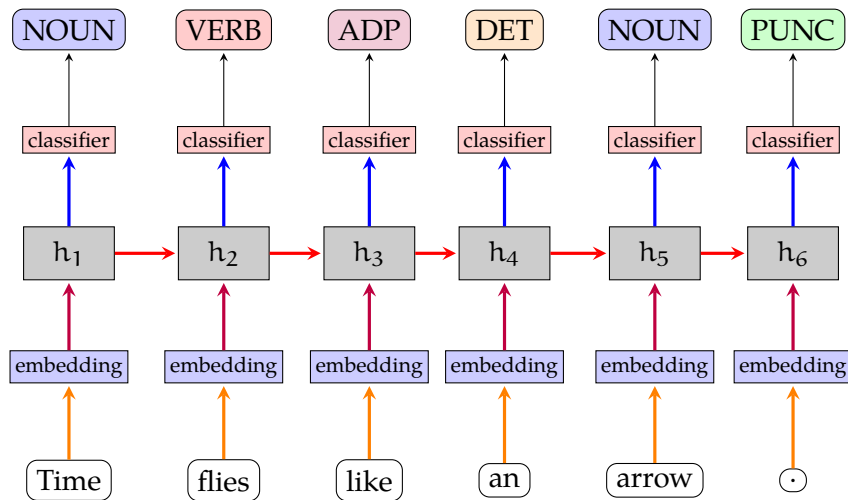 NOUN VERB ADP DET NOUN PUNC
classifier classifier classifier classifier classifier classifier
h₁ h₂ h₃ h₄ h₅ h₆
embedding embedding embedding embedding embedding embedding
Time flies like an arrow .